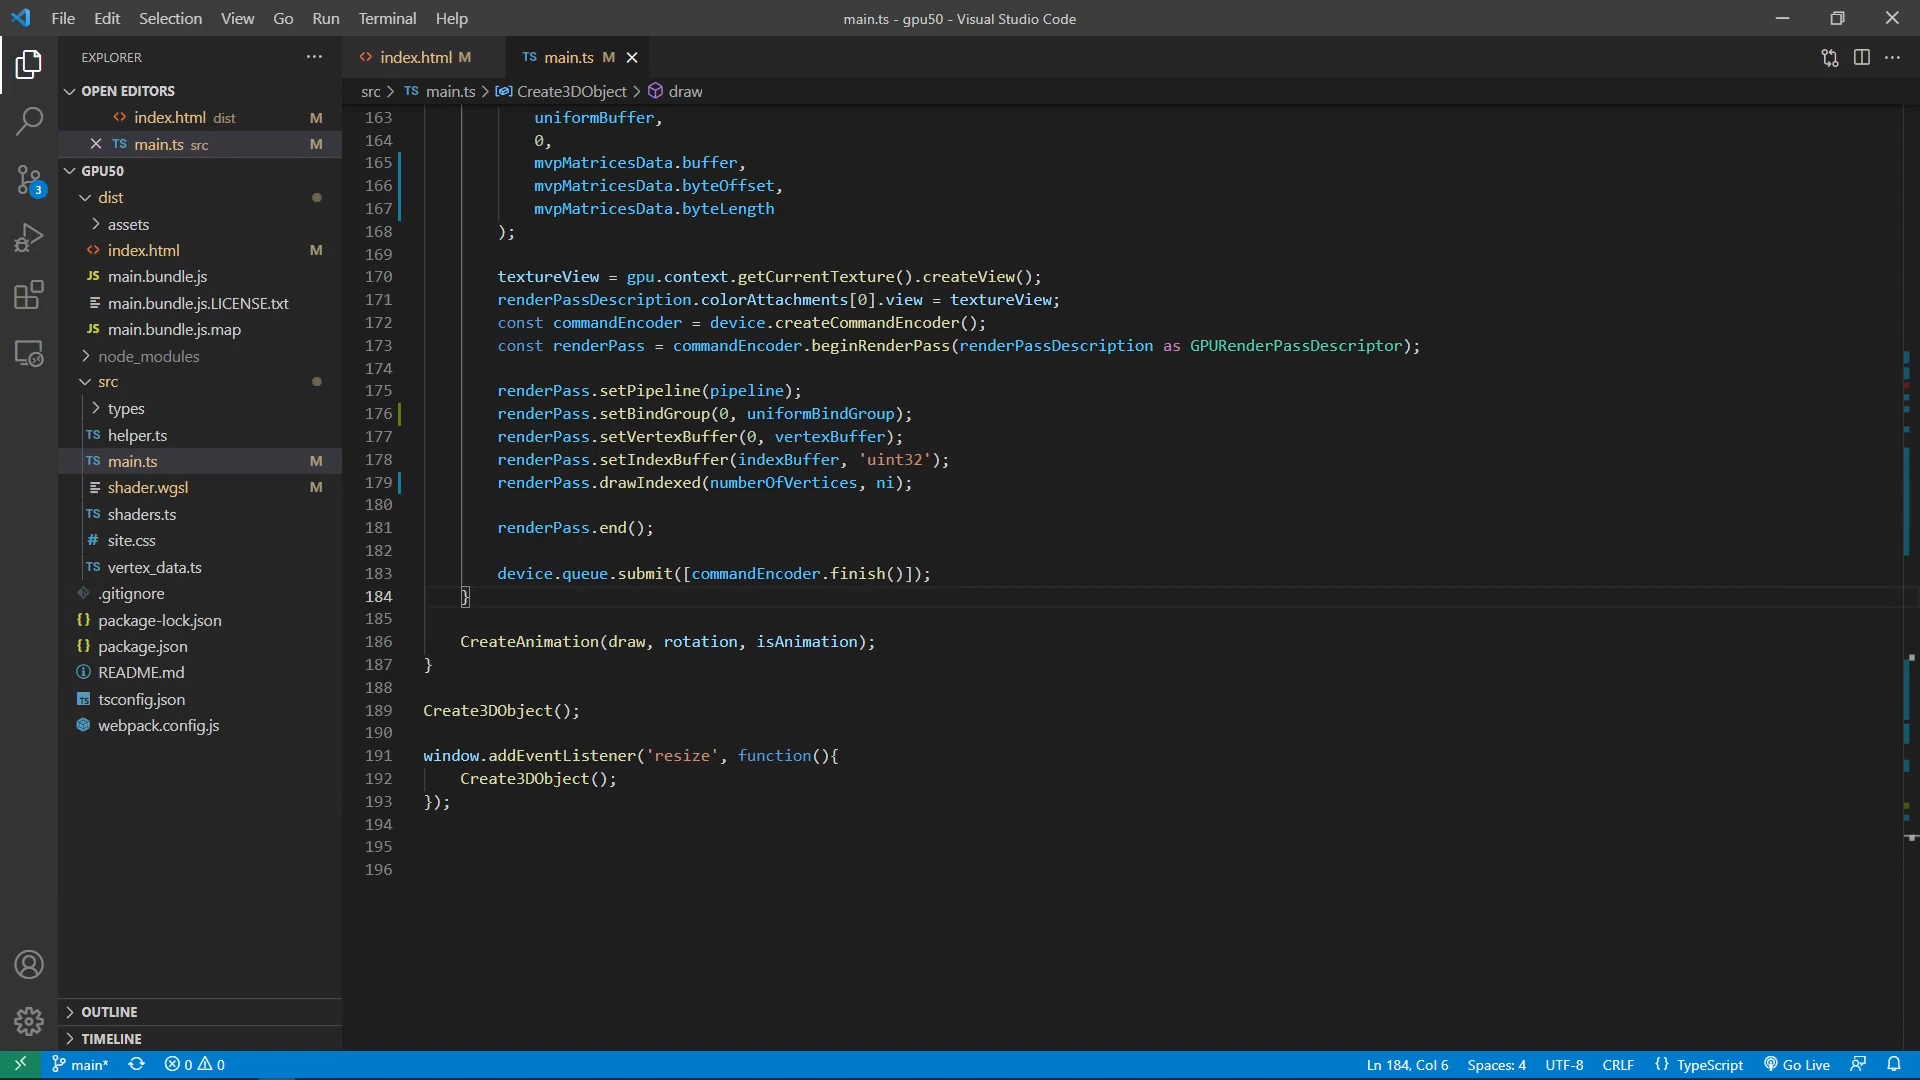 File Edit Selection View Go Run Terminal Help
main.ts - gpu50 - Visual Studio Code
EXPLORER
OPEN EDITORS
index.html dist M
main.ts src M
GPU50
dist
assets
index.html M
JS main.bundle.js
main.bundle.js.LICENSE.txt
JS main.bundle.js.map
node_modules
src
types
TS helper.ts
TS main.ts M
shader.wgsl M
TS shaders.ts
# site.css
TS vertex_data.ts
.gitignore
{} package-lock.json
{} package.json
README.md
tsconfig.json
webpack.config.js
OUTLINE
TIMELINE
3
<> index.html M
TS main.ts M
src > TS main.ts > Create3DObject > draw
163 uniformBuffer,
164 0,
165 mvpMatricesData.buffer,
166 mvpMatricesData.byteOffset,
167 mvpMatricesData.byteLength
168 );
169
170 textureView = gpu.context.getCurrentTexture().createView();
171 renderPassDescription.colorAttachments[0].view = textureView;
172 const commandEncoder = device.createCommandEncoder();
173 const renderPass = commandEncoder.beginRenderPass(renderPassDescription as GPURenderPassDescriptor);
174
175 renderPass.setPipeline(pipeline);
176 renderPass.setBindGroup(0, uniformBindGroup);
177 renderPass.setVertexBuffer(0, vertexBuffer);
178 renderPass.setIndexBuffer(indexBuffer, 'uint32');
179 renderPass.drawIndexed(numberOfVertices, ni);
180
181 renderPass.end();
182
183 device.queue.submit([commandEncoder.finish()]);
184 }
185
186 CreateAnimation(draw, rotation, isAnimation);
187 }
188
189 Create3DObject();
190
191 window.addEventListener('resize', function(){
192 Create3DObject();
193 });
194
195
196
main* 0 0
Ln 184, Col 6 Spaces: 4 UTF-8 CRLF {} TypeScript Go Live